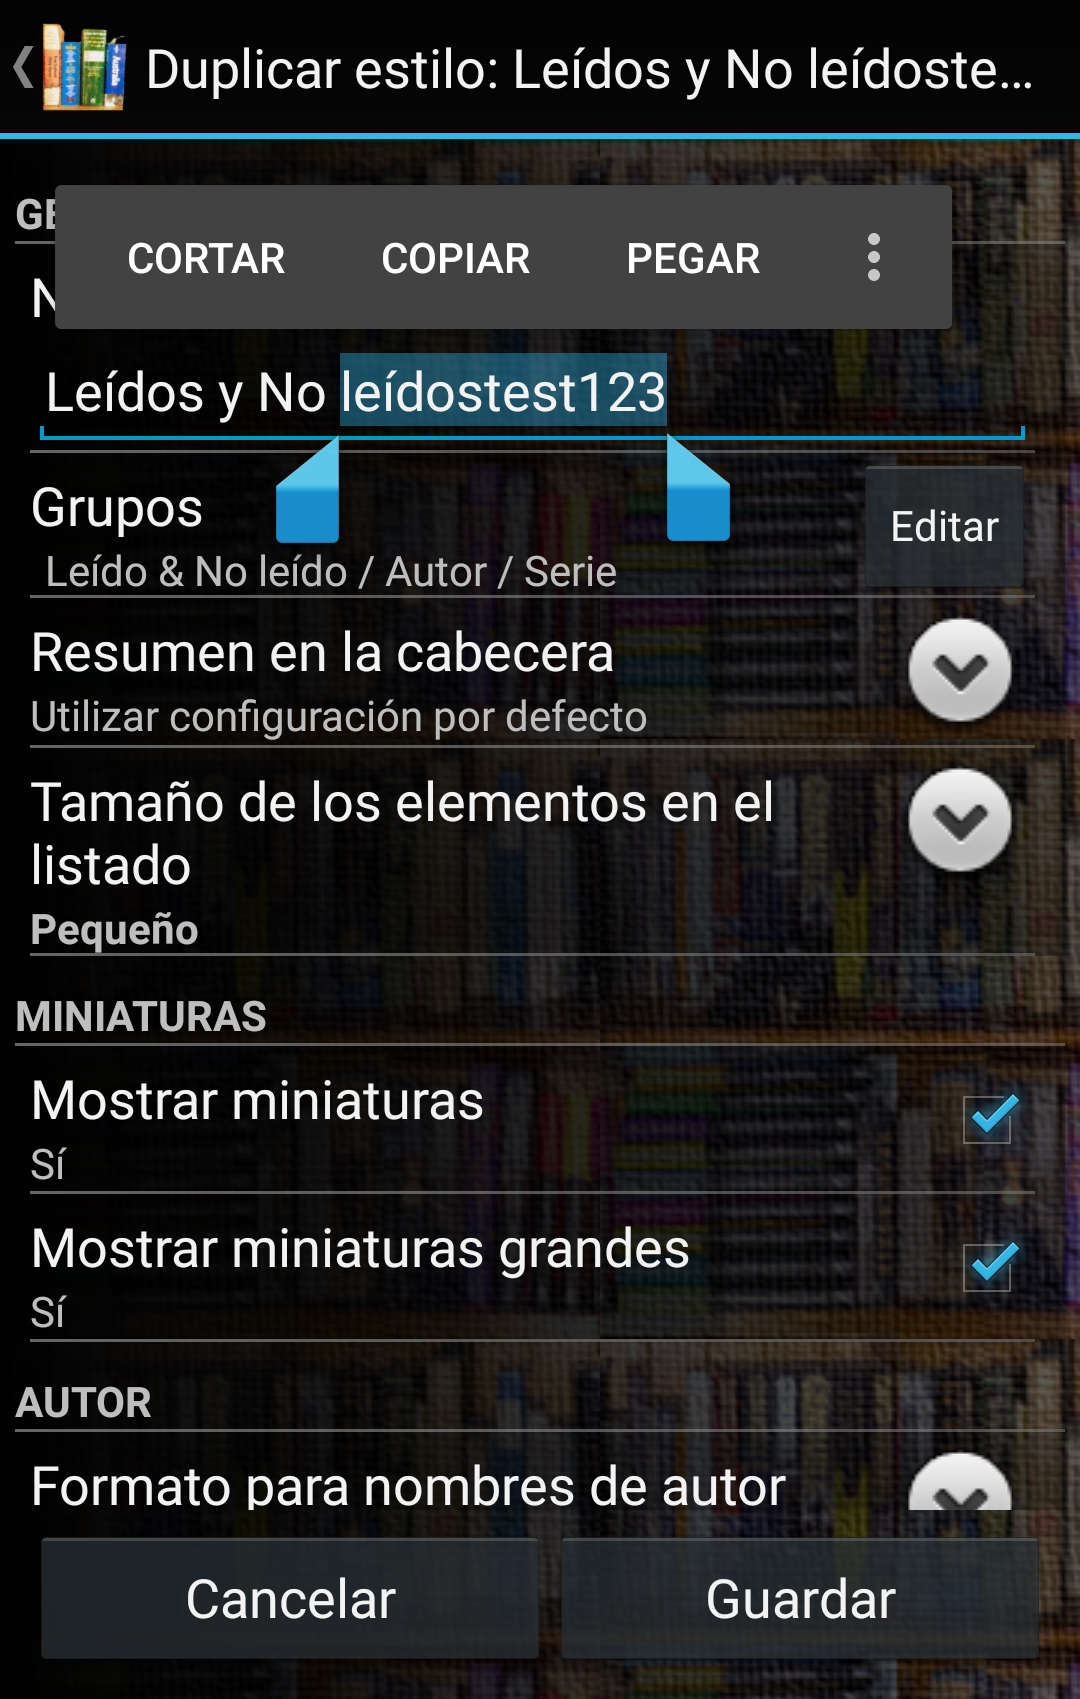 Duplicar estilo: Leídos y No leídoste...
CORTAR COPIAR PEGAR
Leídos y No leídostest123
Grupos
Editar
Leído & No leído / Autor / Serie
Resumen en la cabecera
Utilizar configuración por defecto
Tamaño de los elementos en el
listado
Pequeño
MINIATURAS
Mostrar miniaturas
Sí
Mostrar miniaturas grandes
Sí
AUTOR
Formato para nombres de autor
Cancelar Guardar